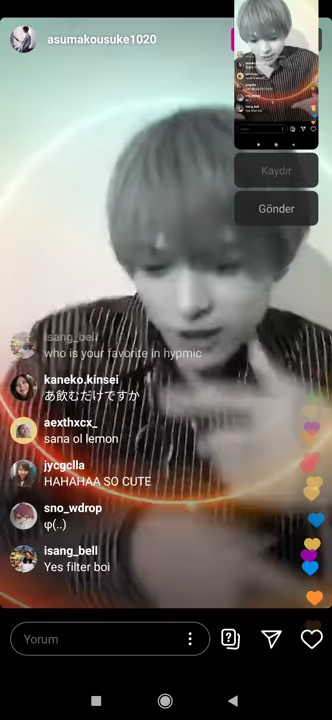 asumakousuke1020
Kaydır
Gönder
isang_bell
who is your favorite in hypmic
kaneko.kinsei
あ飲むだけですか
aexthxcx_
sana ol lemon
jycgclla
HAHAHAA SO CUTE
sno_wdrop
φ(..)
isang_bell
Yes filter boi
Yorum